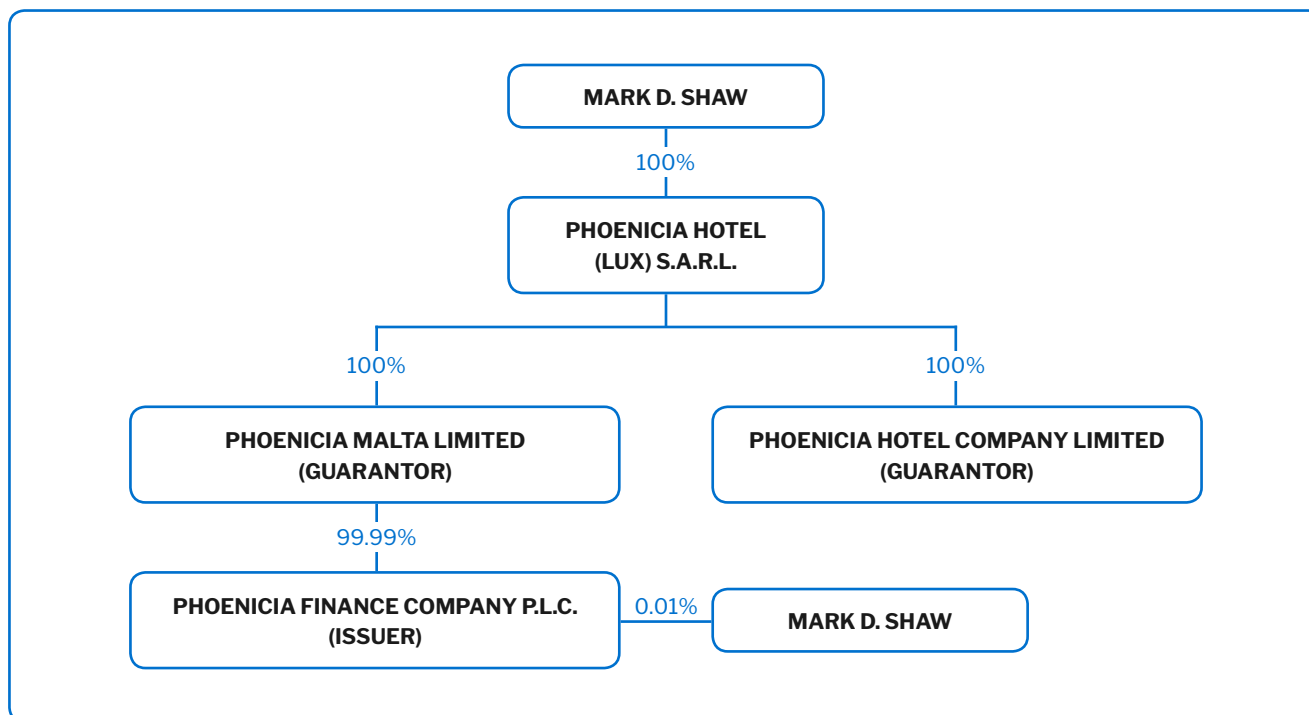 MARK D. SHAW
100%
PHOENICIA HOTEL
(LUX) S.A.R.L.
100%
100%
PHOENICIA MALTA LIMITED
(GUARANTOR)
PHOENICIA HOTEL COMPANY LIMITED
(GUARANTOR)
99.99%
PHOENICIA FINANCE COMPANY P.L.C.
(ISSUER)
0.01%
MARK D. SHAW